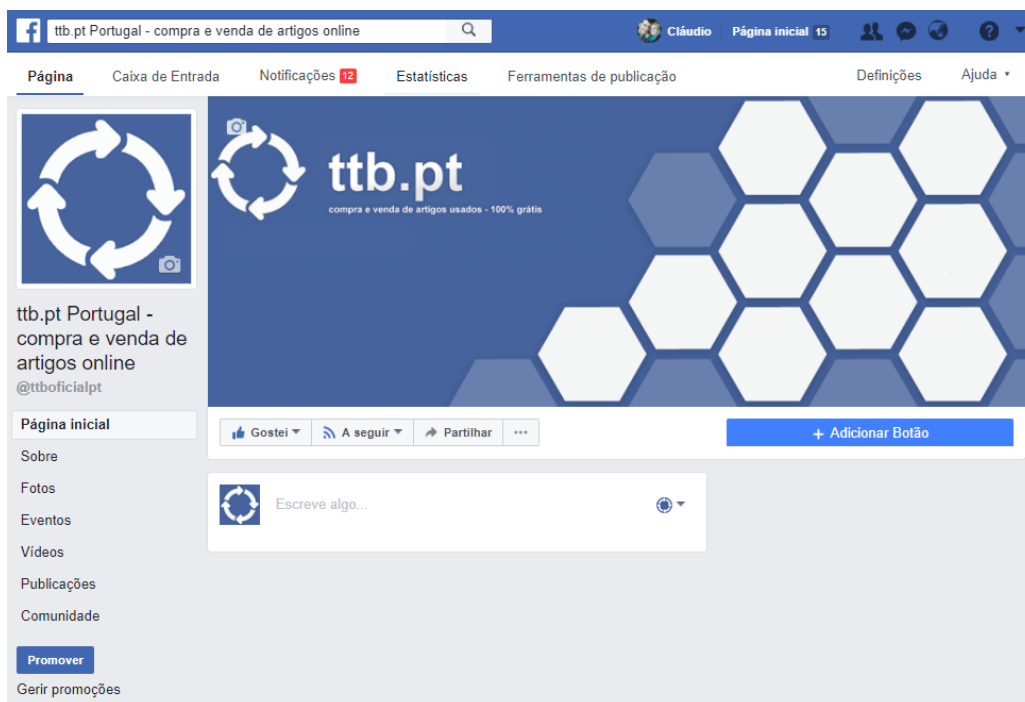 ttb.pt Portugal - compra e venda de artigos online
Cláudio
Página inicial 15
Página
Caixa de Entrada
Notificações 12
Estatísticas
Ferramentas de publicação
Definições
Ajuda
ttb.pt
compra e venda de artigos usados - 100% grátis
ttb.pt Portugal -
compra e venda de
artigos online
@ttboficialpt
Página inicial
Sobre
Fotos
Eventos
Vídeos
Publicações
Comunidade
Promover
Gerir promoções
Gostei
A seguir
Partilhar
+ Adicionar Botão
Escreve algo...